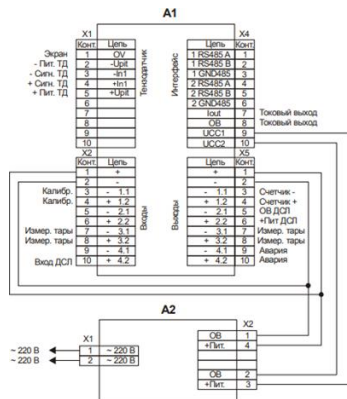 A1
X1
Конт. Цепь
Экран 1 OV
- Пит. ТД 2 -Upit
- Сигн. ТД 3 -In1
+ Сигн. ТД 4 +In1
+ Пит. ТД 5 +Upit
6
7
8
9
10
Тензодатчик
X4
Цепь Конт.
1 RS485 A 1
1 RS485 B 2
1 GND485 3
2 RS485 A 4
2 RS485 B 5
2 GND485 6
Iout 7 Токовый выход
OB 8 Токовый выход
UCC1 9
UCC2 10
Интерфейс
X2
Конт. Цепь
1 +
2 -
Калибр. 3 - 1.1
Калибр. 4 + 1.2
5 - 2.1
6 + 2.2
Измер. тары 7 - 3.1
Измер. тары 8 + 3.2
9 - 4.1
Вход ДСЛ 10 + 4.2
Входы
X5
Цепь Конт.
+ 1
- 2
- 1.1 3 Счетчик -
+ 1.2 4 Счетчик +
- 2.1 5 ОВ ДСЛ
+ 2.2 6 +Пит ДСЛ
- 3.1 7 Измер. тары
+ 3.2 8 Измер. тары
- 4.1 9 Авария
+ 4.2 10 Авария
Выходы
A2
X1
~ 220 В 1 ~ 220 В
~ 220 В 2 ~ 220 В
X2
ОВ 1
+Пит. 4
ОВ 2
+Пит. 3